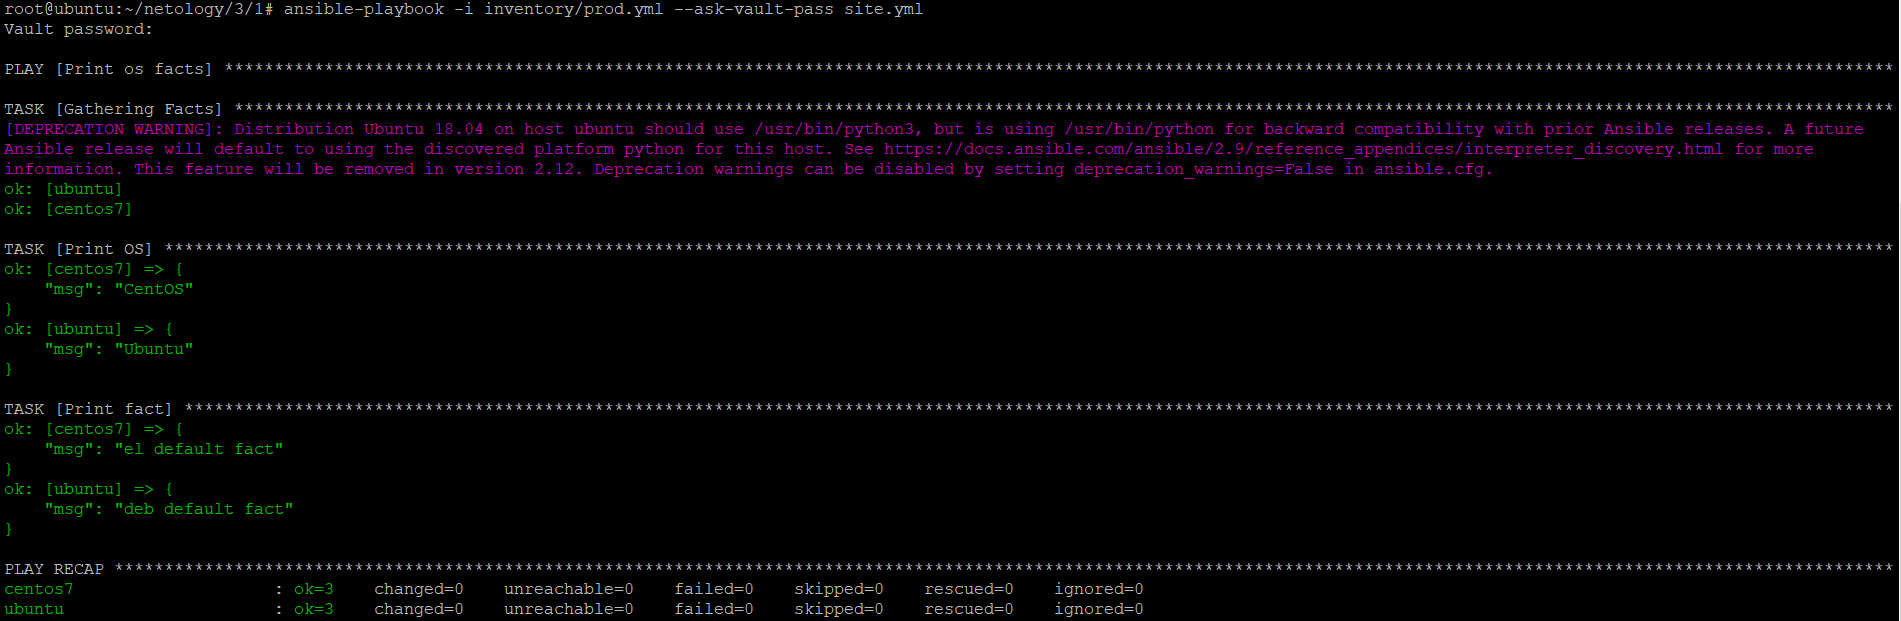 root@ubuntu:~/netology/3/1# ansible-playbook -i inventory/prod.yml --ask-vault-pass site.yml
Vault password:
PLAY [Print os facts] ***********************************************************************************************************************************************************************
TASK [Gathering Facts] **********************************************************************************************************************************************************************
[DEPRECATION WARNING]: Distribution Ubuntu 18.04 on host ubuntu should use /usr/bin/python3, but is using /usr/bin/python for backward compatibility with prior Ansible releases. A future
Ansible release will default to using the discovered platform python for this host. See https://docs.ansible.com/ansible/2.9/reference_appendices/interpreter_discovery.html for more
information. This feature will be removed in version 2.12. Deprecation warnings can be disabled by setting deprecation_warnings=False in ansible.cfg.
ok: [ubuntu]
ok: [centos7]
TASK [Print OS] *****************************************************************************************************************************************************************************
ok: [centos7] => {
    "msg": "CentOS"
}
ok: [ubuntu] => {
    "msg": "Ubuntu"
}
TASK [Print fact] ***************************************************************************************************************************************************************************
ok: [centos7] => {
    "msg": "el default fact"
}
ok: [ubuntu] => {
    "msg": "deb default fact"
}
PLAY RECAP **********************************************************************************************************************************************************************************
centos7                    : ok=3    changed=0    unreachable=0    failed=0    skipped=0    rescued=0    ignored=0
ubuntu                     : ok=3    changed=0    unreachable=0    failed=0    skipped=0    rescued=0    ignored=0